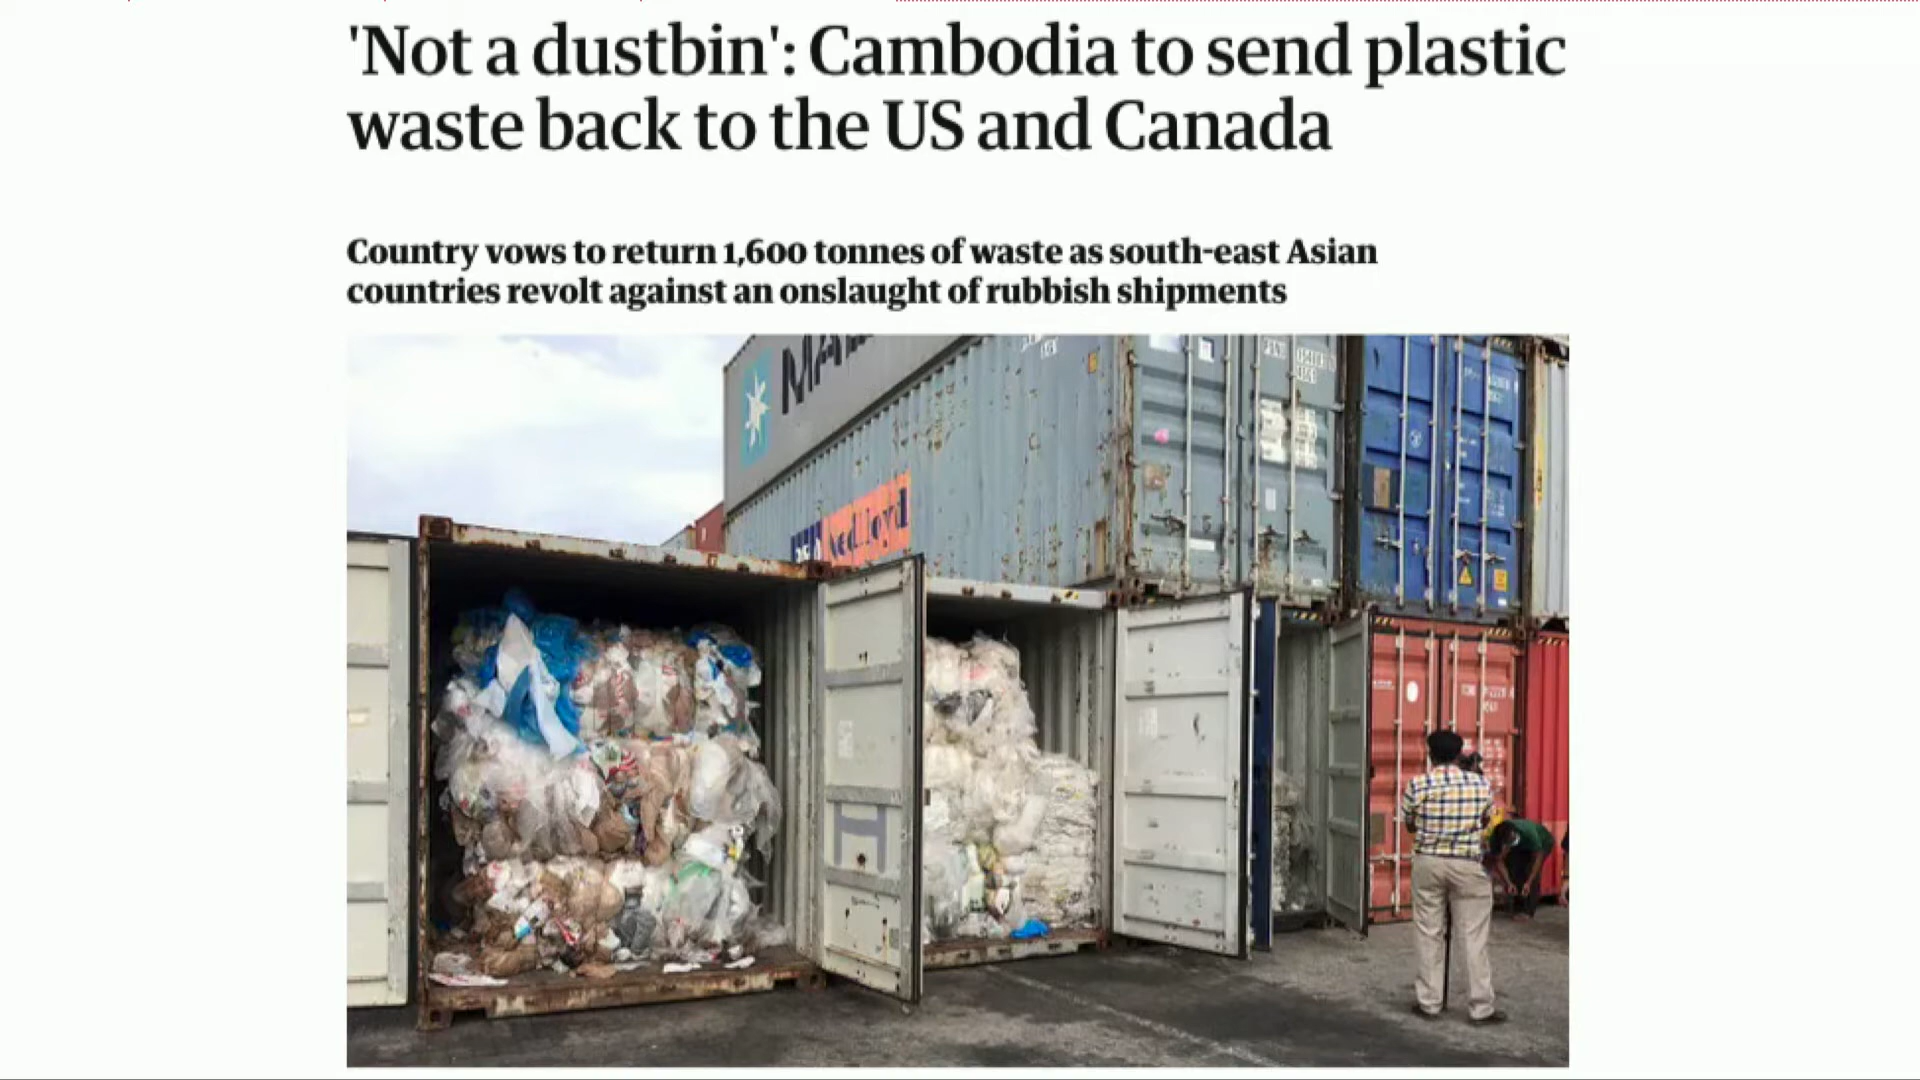 'Not a dustbin': Cambodia to send plastic
waste back to the US and Canada
Country vows to return 1,600 tonnes of waste as south-east Asian
countries revolt against an onslaught of rubbish shipments
P&O Nedlloyd